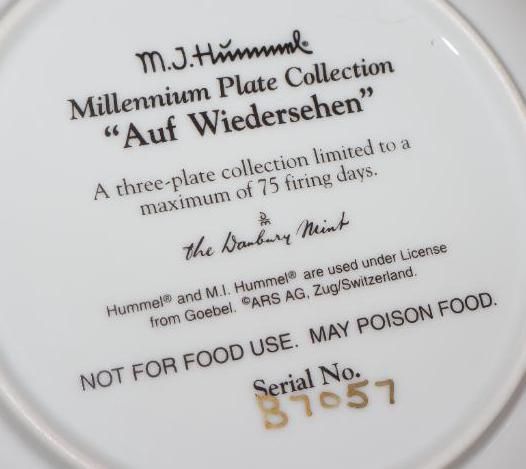 M.J.Hümmel
Millennium Plate Collection
“Auf Wiedersehen”
A three-plate collection limited to a
maximum of 75 firing days.
the Danbury Mint
Hummel® and M.I. Hummel® are used under License
from Goebel. ©ARS AG, Zug/Switzerland.
NOT FOR FOOD USE. MAY POISON FOOD.
Serial No.
B7057